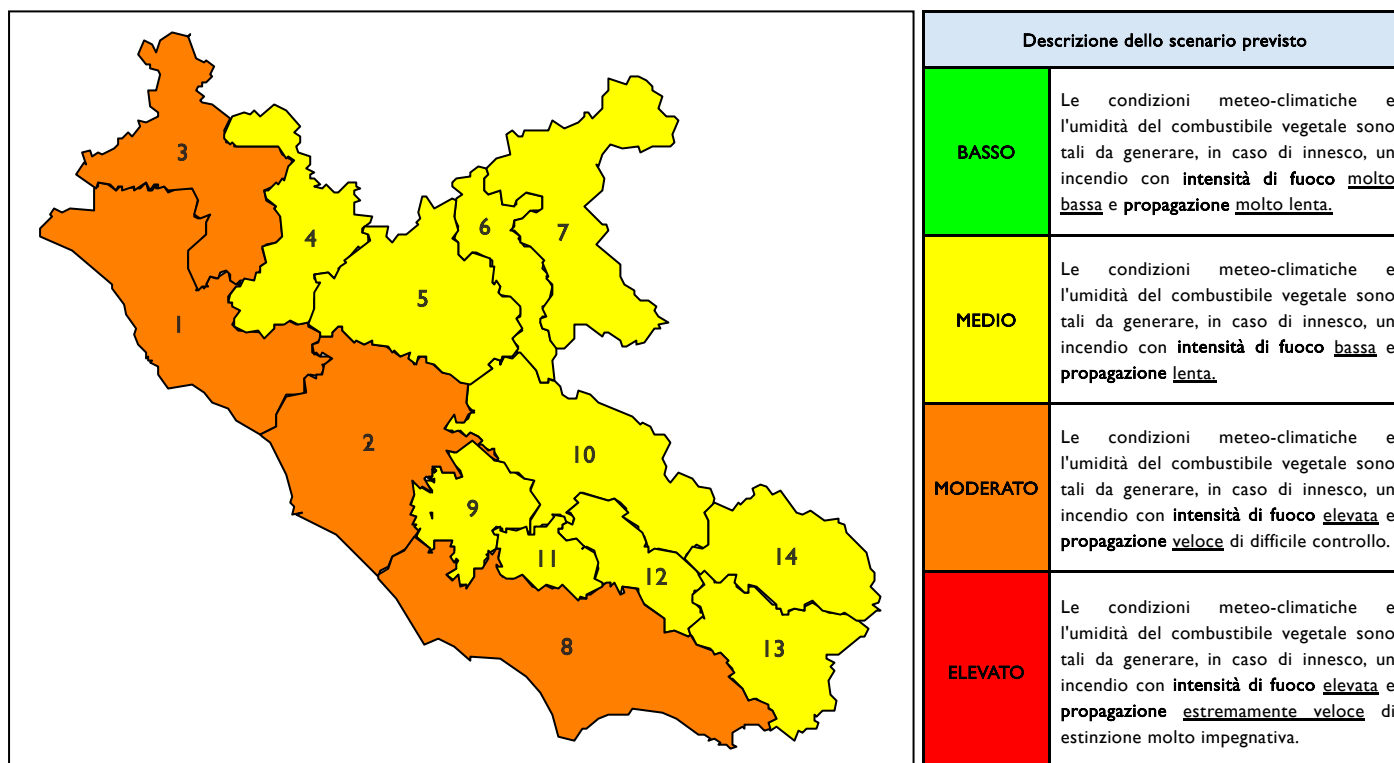 3
4
6
7
5
1
2
10
9
11
12
14
8
13
Descrizione dello scenario previsto
BASSO
Le condizioni meteo-climatiche e
l'umidità del combustibile vegetale sono
tali da generare, in caso di innesco, un
incendio con intensità di fuoco molto
bassa e propagazione molto lenta.
MEDIO
Le condizioni meteo-climatiche e
l'umidità del combustibile vegetale sono
tali da generare, in caso di innesco, un
incendio con intensità di fuoco bassa e
propagazione lenta.
MODERATO
Le condizioni meteo-climatiche e
l'umidità del combustibile vegetale sono
tali da generare, in caso di innesco, un
incendio con intensità di fuoco elevata e
propagazione veloce di difficile controllo.
ELEVATO
Le condizioni meteo-climatiche e
l'umidità del combustibile vegetale sono
tali da generare, in caso di innesco, un
incendio con intensità di fuoco elevata e
propagazione estremamente veloce di
estinzione molto impegnativa.